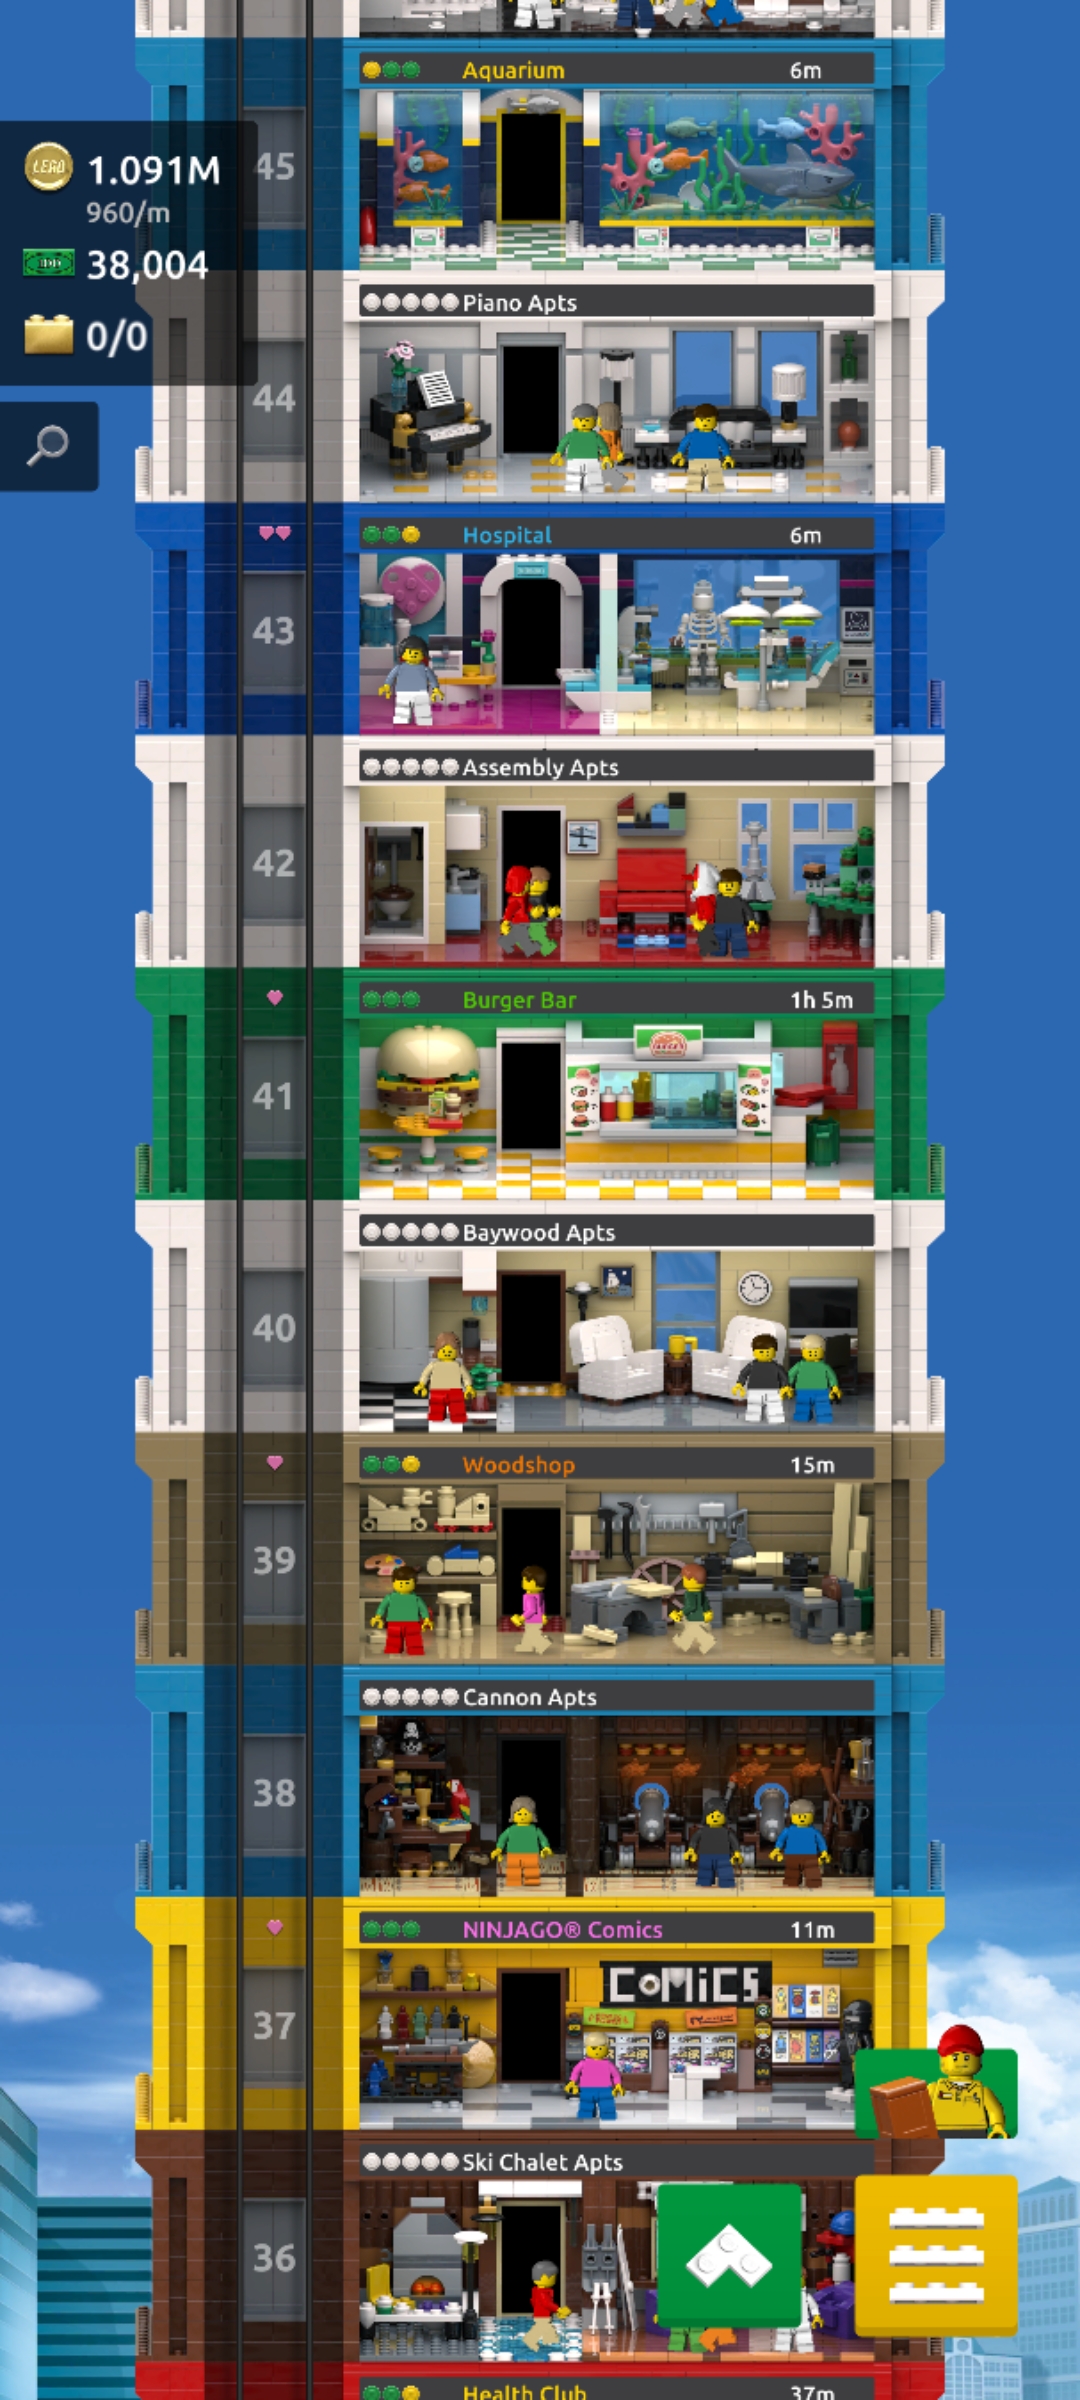 Aquarium 6m
45
LEGO 1.091M
960/m
38,004
0/0
Piano Apts
44
Hospital 6m
43
Assembly Apts
42
Burger Bar 1h 5m
41
Baywood Apts
40
Woodshop 15m
39
Cannon Apts
38
NINJAGO® Comics 11m
COMICS
37
Ski Chalet Apts
36
Health Club 37m